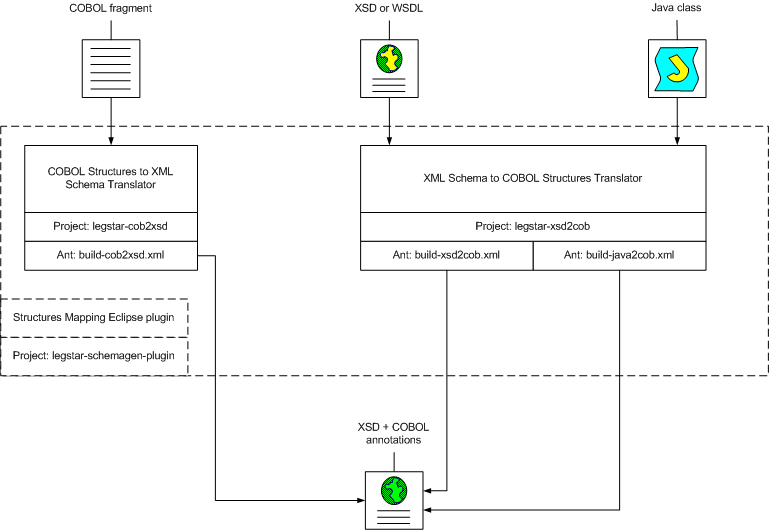 COBOL fragment
XSD or WSDL
Java class
COBOL Structures to XML
Schema Translator
Project: legstar-cob2xsd
Ant: build-cob2xsd.xml
XML Schema to COBOL Structures Translator
Project: legstar-xsd2cob
Ant: build-xsd2cob.xml
Ant: build-java2cob.xml
Structures Mapping Eclipse plugin
Project: legstar-schemagen-plugin
XSD + COBOL
annotations